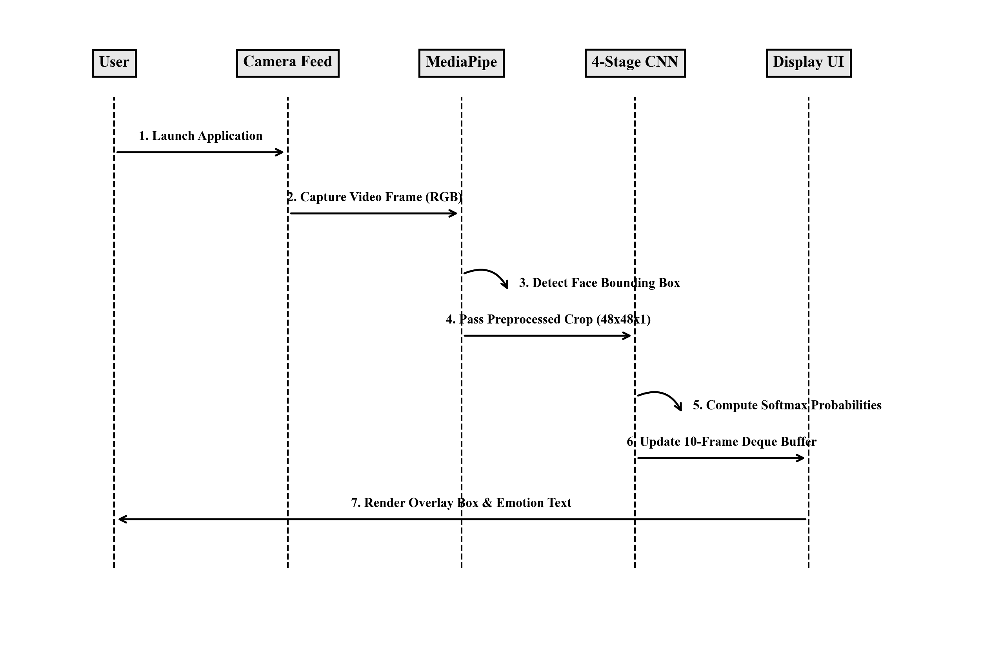 User
Camera Feed
MediaPipe
4-Stage CNN
Display UI
1. Launch Application
2. Capture Video Frame (RGB)
3. Detect Face Bounding Box
4. Pass Preprocessed Crop (48x48x1)
5. Compute Softmax Probabilities
6. Update 10-Frame Deque Buffer
7. Render Overlay Box & Emotion Text